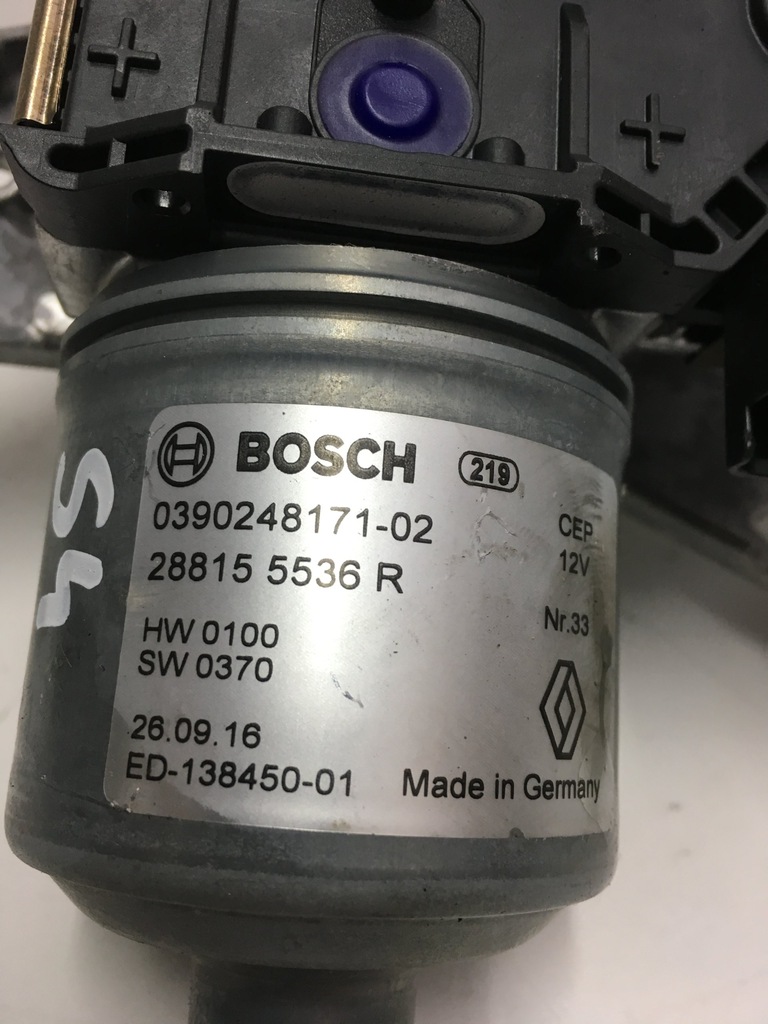 BOSCH 219
0390248171-02 CEP
28815 5536 R 12V
HW 0100 Nr.33
SW 0370
26.09.16
ED-138450-01 Made in Germany
S4